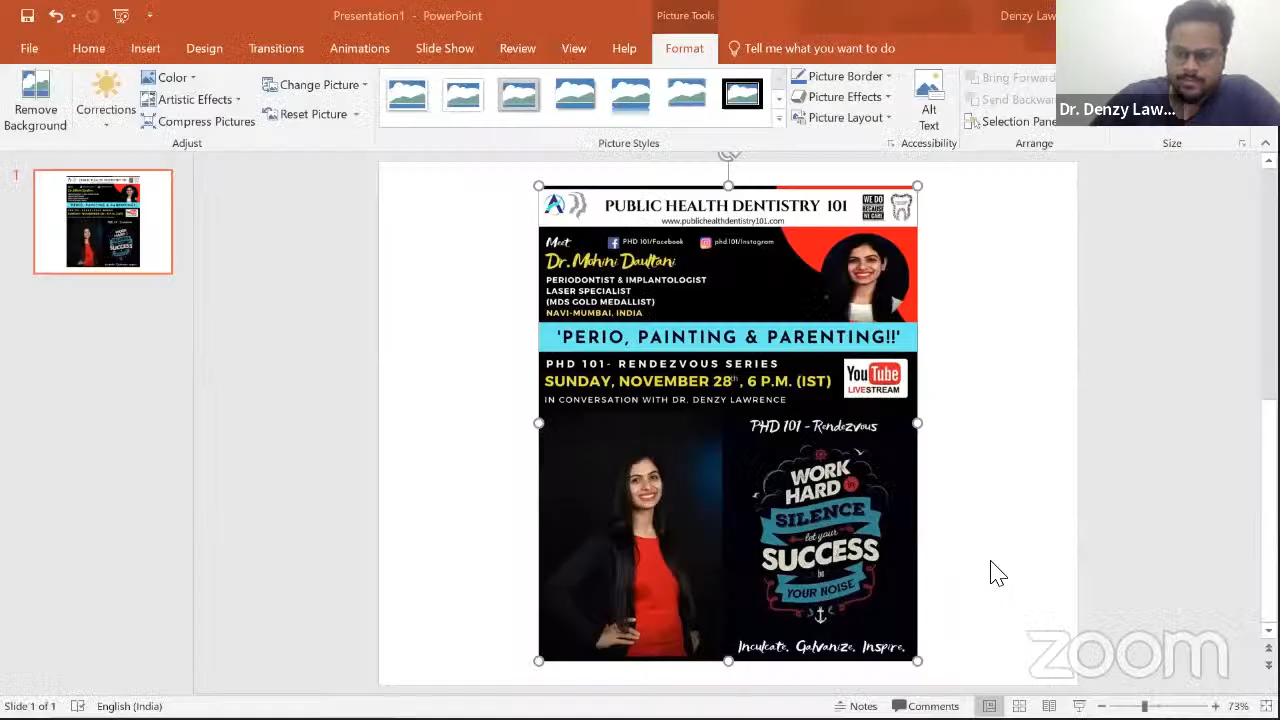 Presentation1 - PowerPoint
Picture Tools
Denzy Law
File Home Insert Design Transitions Animations Slide Show Review View Help Format Tell me what you want to do
Remove Background
Corrections
Color
Artistic Effects
Compress Pictures
Change Picture
Reset Picture
Adjust
Picture Styles
Picture Border
Picture Effects
Picture Layout
Alt Text
Accessibility
Bring Forward
Send Backwa
Selection Pane
Arrange
Size
Dr. Denzy Law...
1
PUBLIC HEALTH DENTISTRY 101
www.publichealthdentistry101.com
WE DO
WE CARE
Meet
PHD 101/Facebook
phd.101/Instagram
Dr. Mohini Daultani
PERIODONTIST & IMPLANTOLOGIST
LASER SPECIALIST
(MDS GOLD MEDALLIST)
NAVI-MUMBAI, INDIA
'PERIO, PAINTING & PARENTING!!'
PHD 101- RENDEZVOUS SERIES
SUNDAY, NOVEMBER 28th, 6 P.M. (IST)
YouTube
LIVESTREAM
IN CONVERSATION WITH DR. DENZY LAWRENCE
PHD 101 - Rendezvous
WORK
HARD in
SILENCE
let your
SUCCESS
be
YOUR NOISE
Inculcate. Galvanize. Inspire.
zoom
Slide 1 of 1
English (India)
Notes
Comments
73%